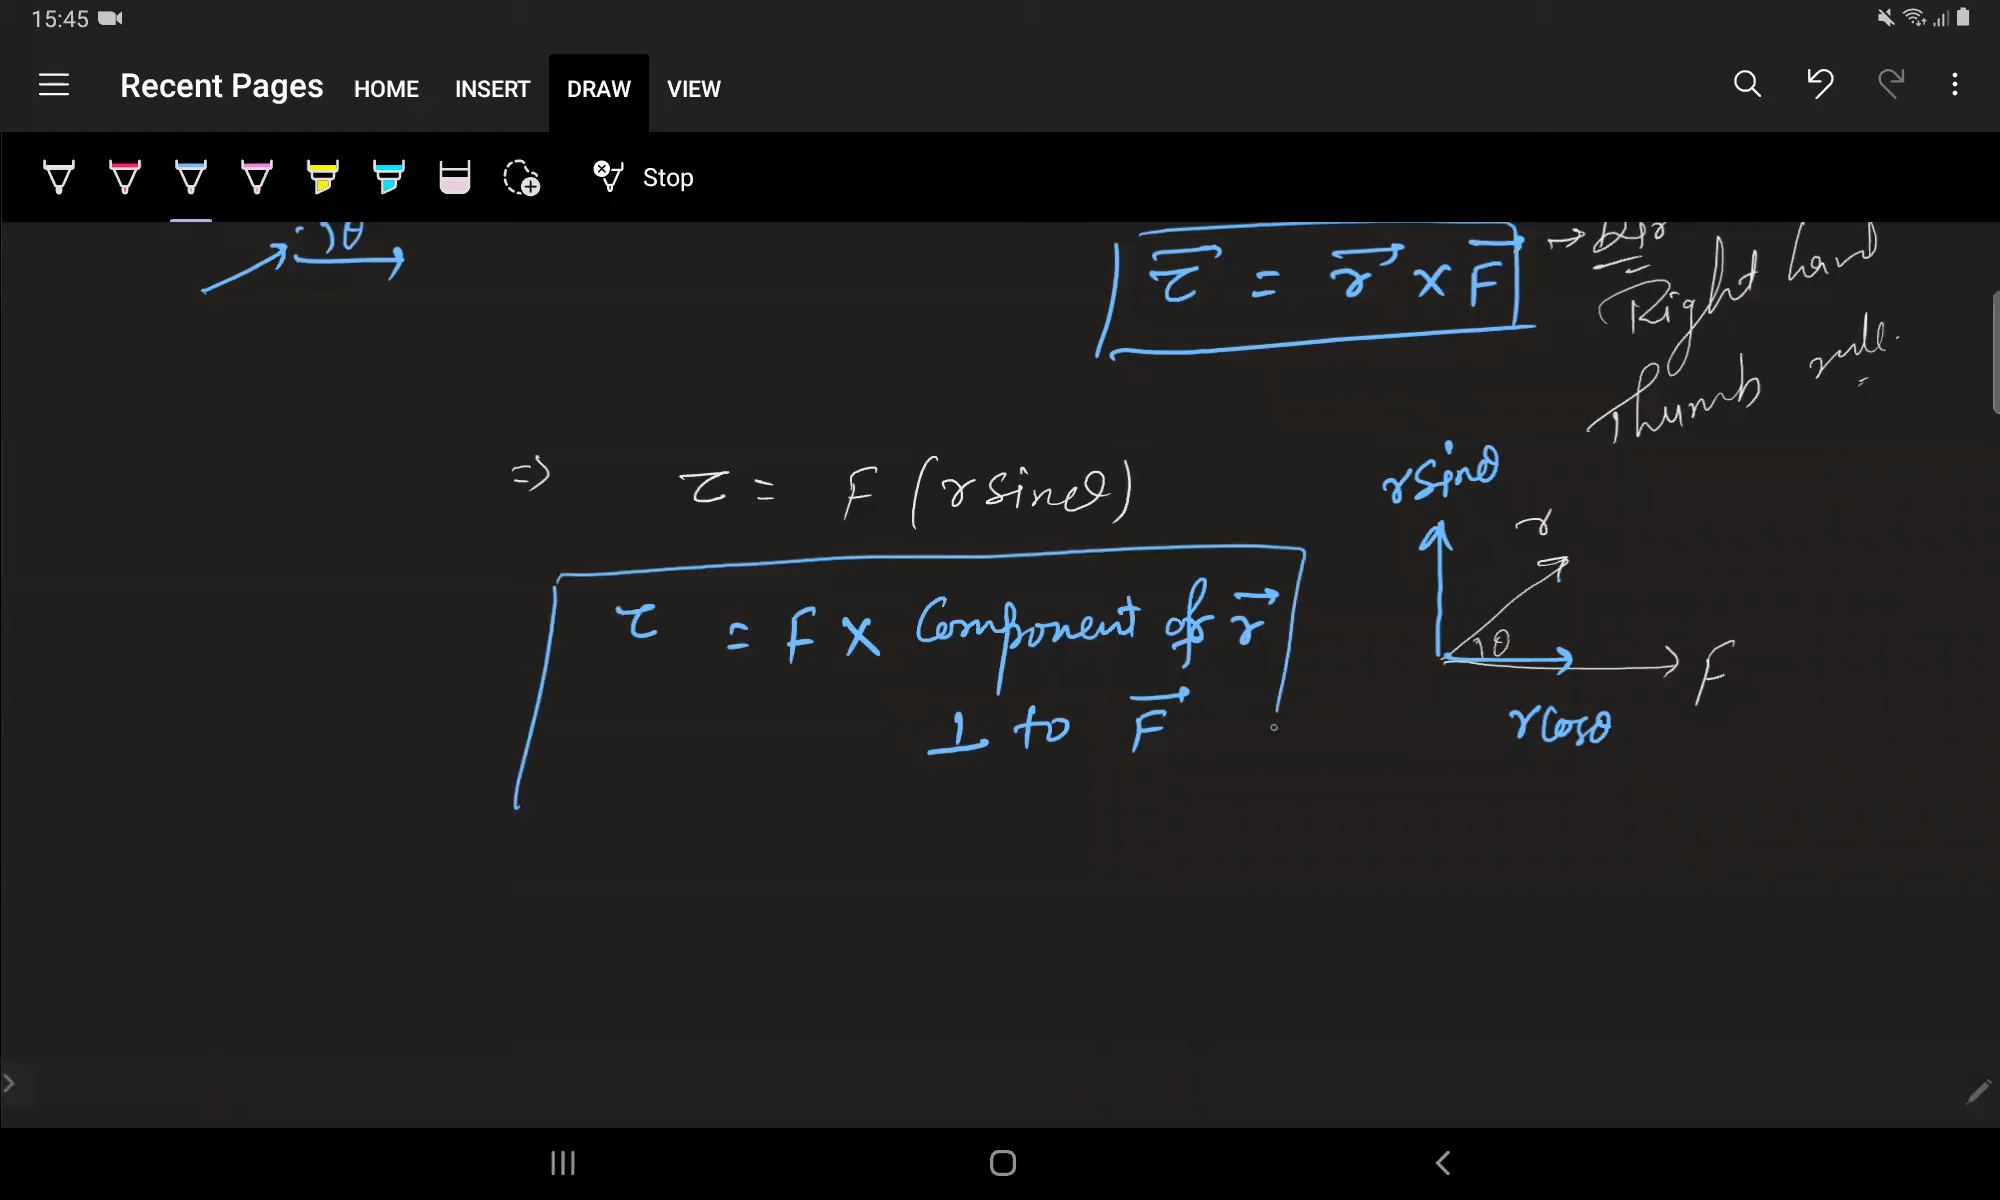 15:45
Recent Pages HOME INSERT DRAW VIEW
Stop
θ
τ⃗ = r⃗ × F⃗
→ Dir
Right hand
Thumb rule.
=> τ = F (r sinθ)
τ = F × Component of r⃗
⊥ to F⃗
r sinθ
r
θ
F
r cosθ